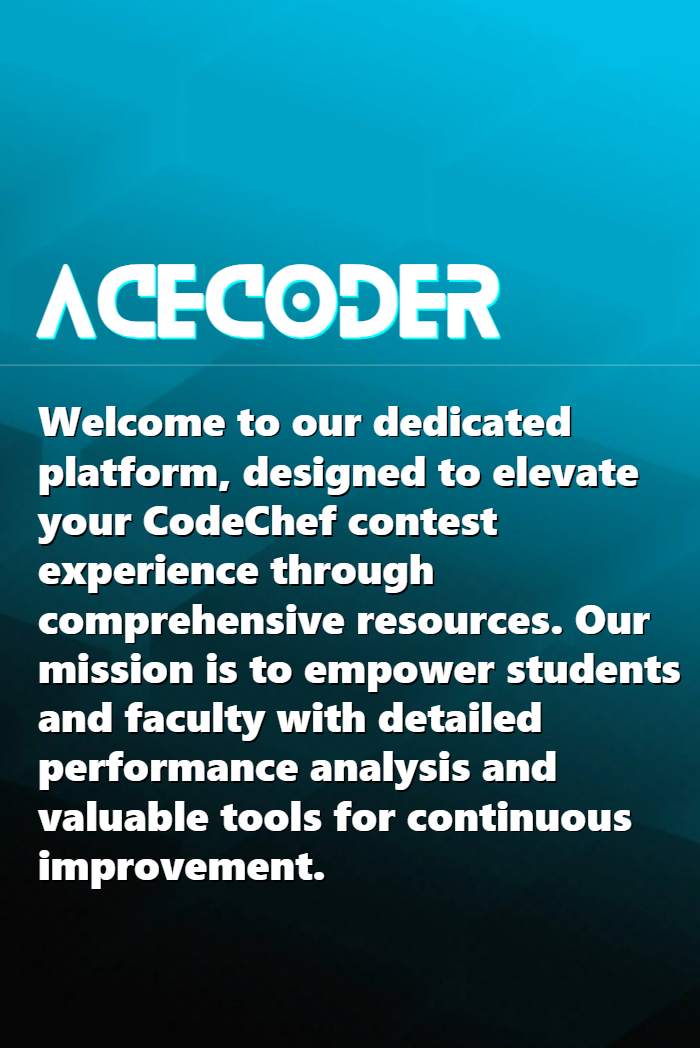 ACECODER
Welcome to our dedicated
platform, designed to elevate
your CodeChef contest
experience through
comprehensive resources. Our
mission is to empower students
and faculty with detailed
performance analysis and
valuable tools for continuous
improvement.